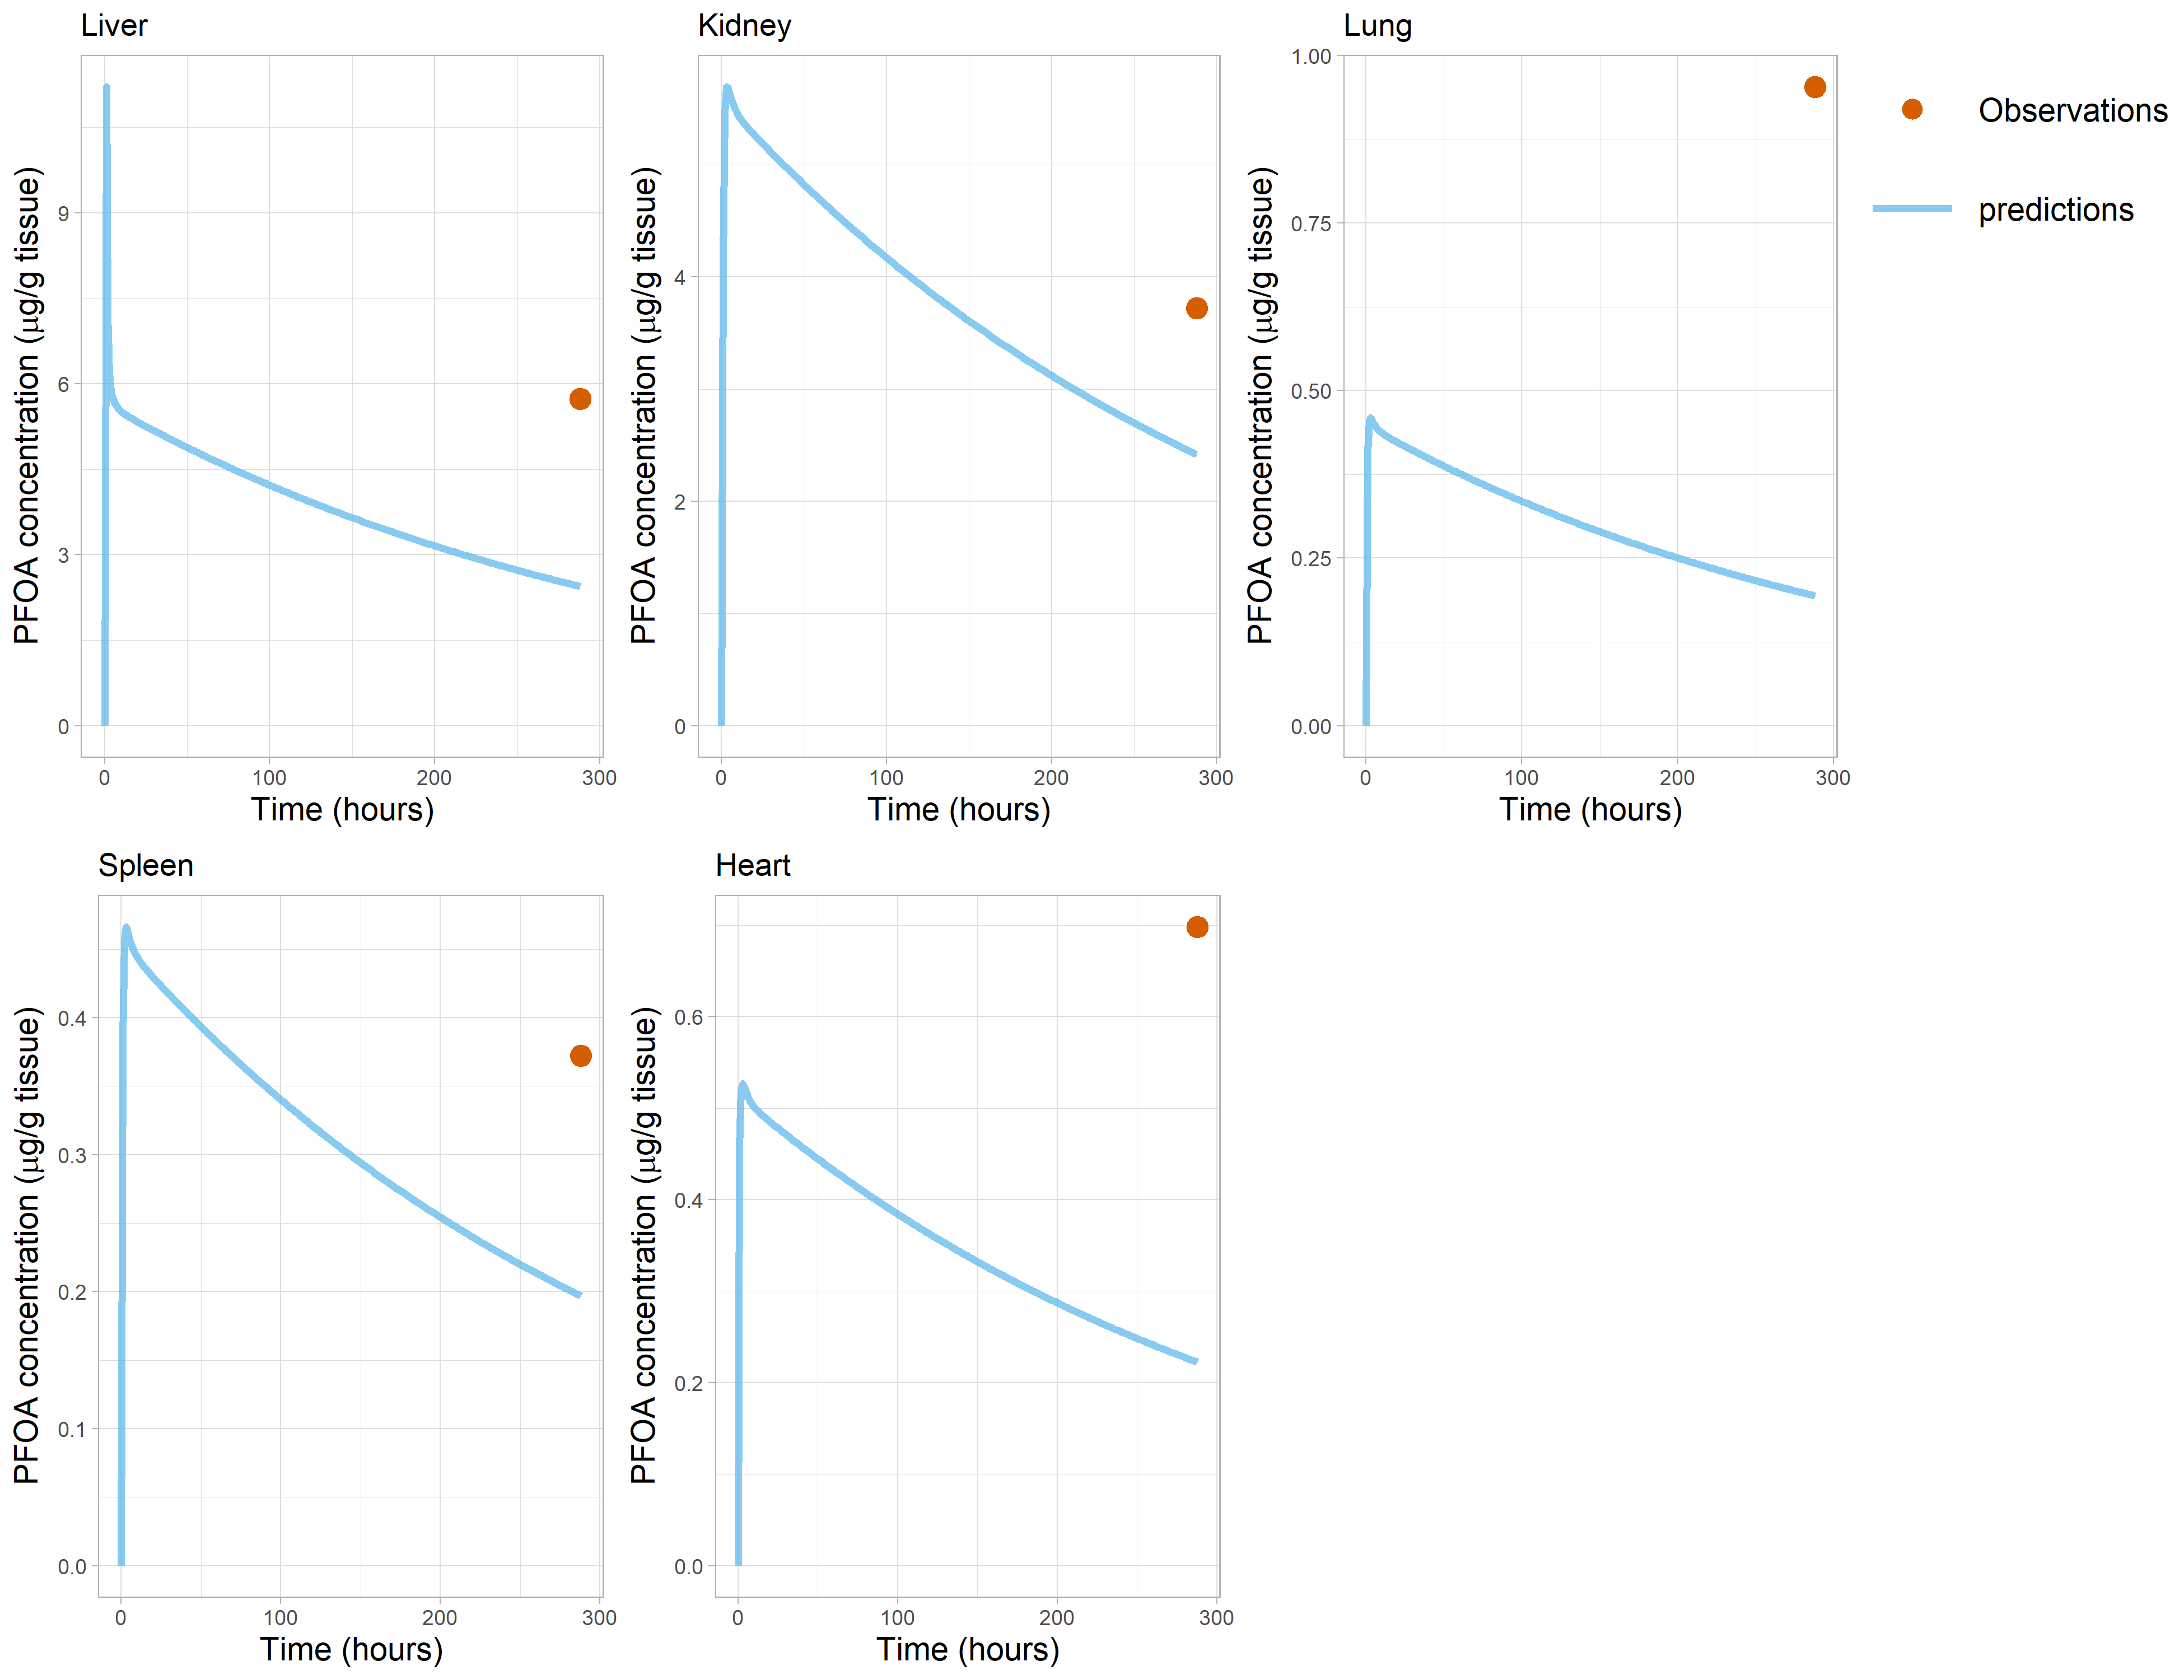 Liver
PFOA concentration (μg/g tissue)
9
6
3
0
0 100 200 300
Time (hours)
Kidney
PFOA concentration (μg/g tissue)
4
2
0
0 100 200 300
Time (hours)
Lung
PFOA concentration (μg/g tissue)
1.00
0.75
0.50
0.25
0.00
0 100 200 300
Time (hours)
Observations
predictions
Spleen
PFOA concentration (μg/g tissue)
0.4
0.3
0.2
0.1
0.0
0 100 200 300
Time (hours)
Heart
PFOA concentration (μg/g tissue)
0.6
0.4
0.2
0.0
0 100 200 300
Time (hours)